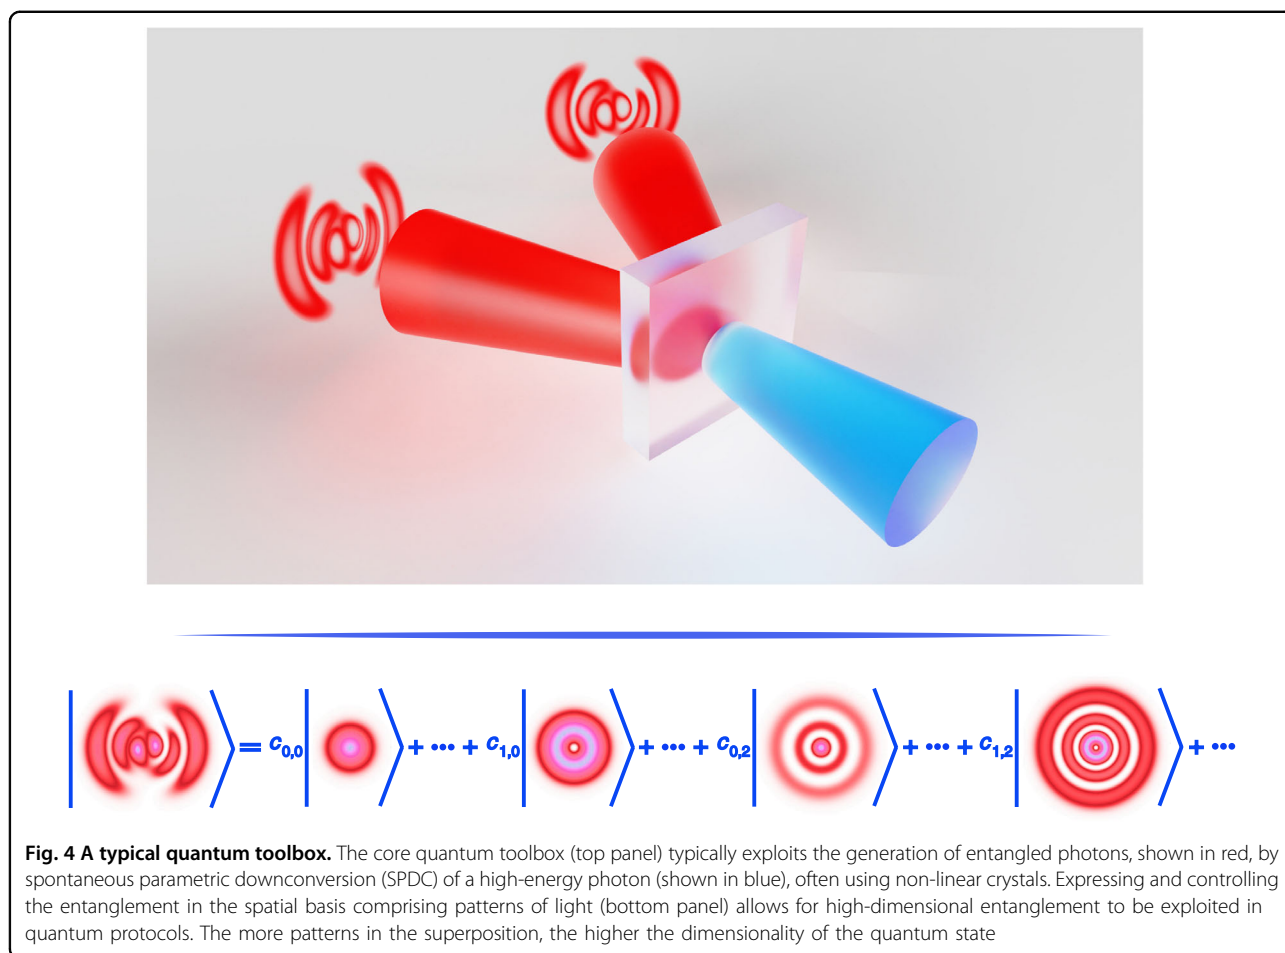 | ⟩ = c0,0 | ⟩ + ··· + c1,0 | ⟩ + ··· + c0,2 | ⟩ + ··· + c1,2 | ⟩ + ···
Fig. 4 A typical quantum toolbox. The core quantum toolbox (top panel) typically exploits the generation of entangled photons, shown in red, by
spontaneous parametric downconversion (SPDC) of a high-energy photon (shown in blue), often using non-linear crystals. Expressing and controlling
the entanglement in the spatial basis comprising patterns of light (bottom panel) allows for high-dimensional entanglement to be exploited in
quantum protocols. The more patterns in the superposition, the higher the dimensionality of the quantum state